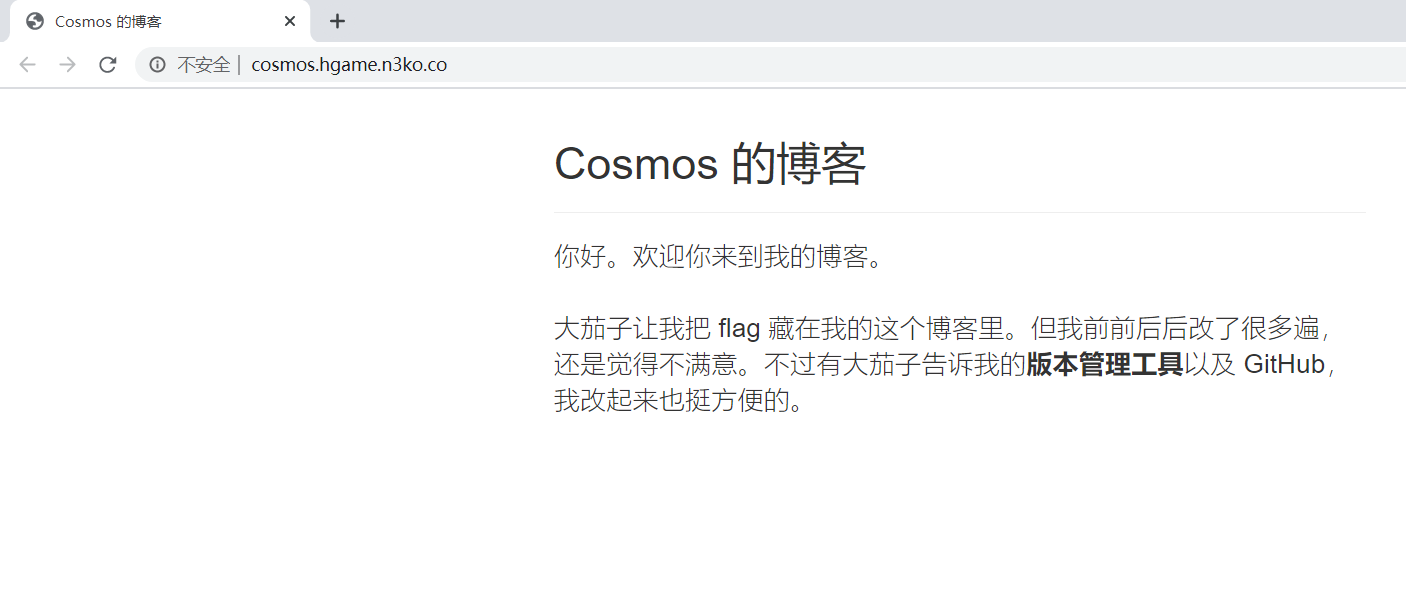 Cosmos 的博客
不安全 | cosmos.hgame.n3ko.co
Cosmos 的博客
你好。欢迎你来到我的博客。
大茄子让我把 flag 藏在我的这个博客里。但我前前后后改了很多遍，
还是觉得不满意。不过有大茄子告诉我的版本管理工具以及 GitHub，
我改起来也挺方便的。